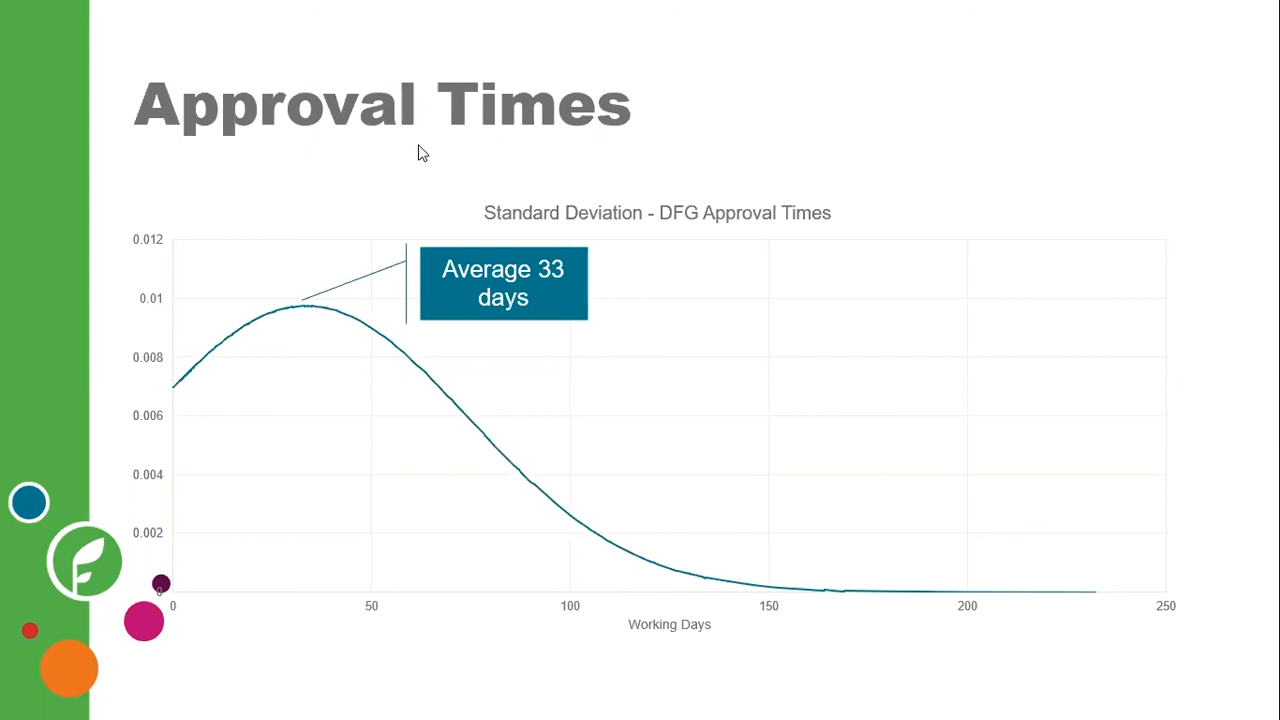 Approval Times
Standard Deviation - DFG Approval Times
0.012
Average 33
days
0.01
0.008
0.006
0.004
0.002
0
0 50 100 150 200 250
Working Days